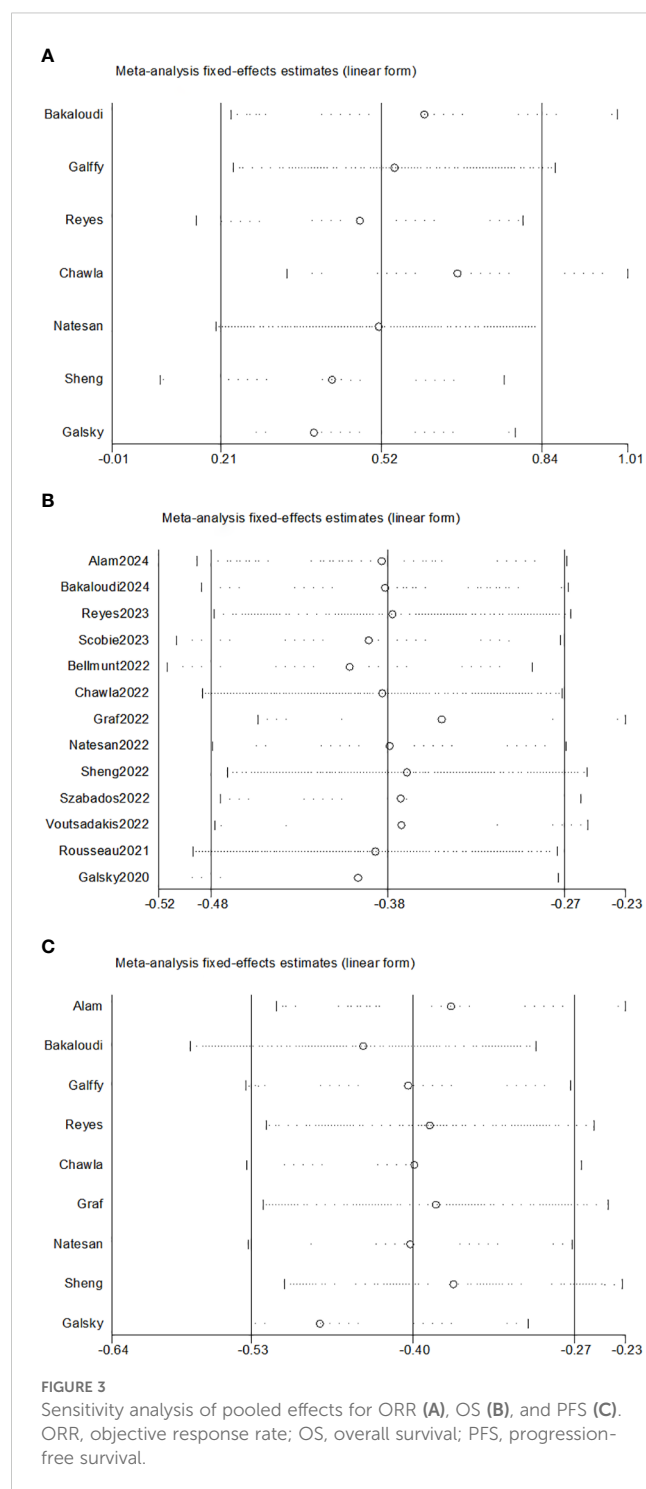 A
Meta-analysis fixed-effects estimates (linear form)
Bakaloudi
Galffy
Reyes
Chawla
Natesan
Sheng
Galsky
-0.01 0.21 0.52 0.84 1.01
B
Meta-analysis fixed-effects estimates (linear form)
Alam2024
Bakaloudi2024
Reyes2023
Scobie2023
Bellmunt2022
Chawla2022
Graf2022
Natesan2022
Sheng2022
Szabados2022
Voutsadakis2022
Rousseau2021
Galsky2020
-0.52 -0.48 -0.38 -0.27 -0.23
C
Meta-analysis fixed-effects estimates (linear form)
Alam
Bakaloudi
Galffy
Reyes
Chawla
Graf
Natesan
Sheng
Galsky
-0.64 -0.53 -0.40 -0.27 -0.23
FIGURE 3
Sensitivity analysis of pooled effects for ORR (A), OS (B), and PFS (C).
ORR, objective response rate; OS, overall survival; PFS, progression-
free survival.